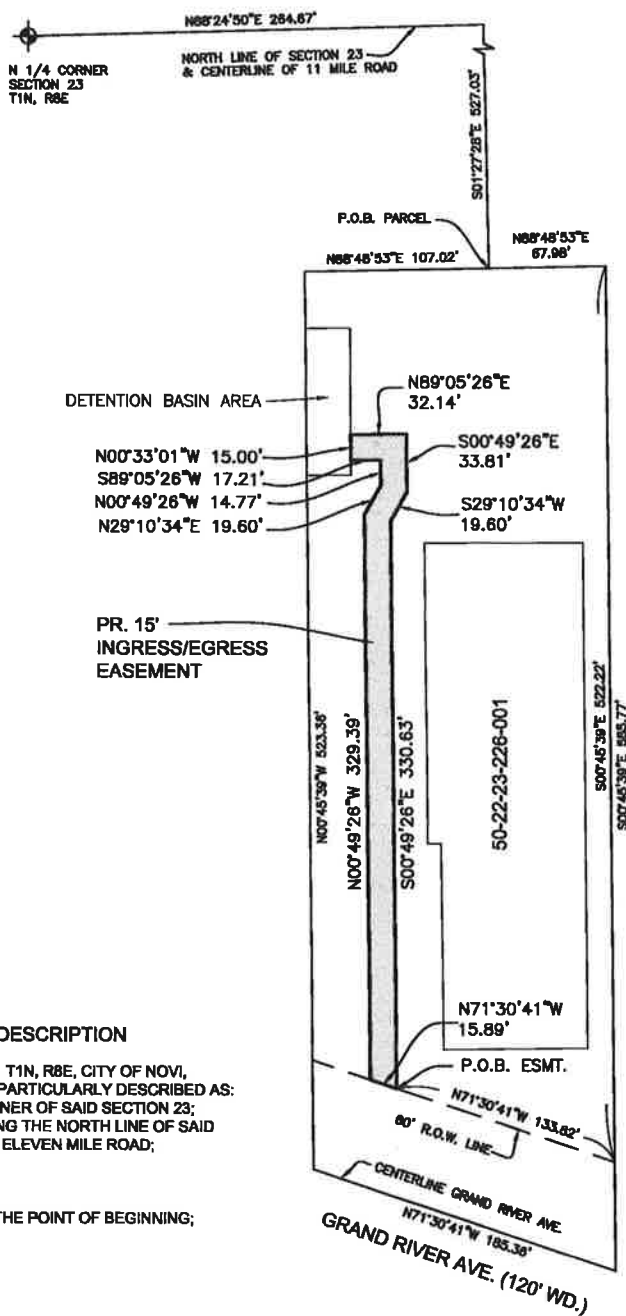 N88°24'50"E 264.67'
N 1/4 CORNER
SECTION 23
T1N, R8E
NORTH LINE OF SECTION 23
& CENTERLINE OF 11 MILE ROAD
S01°27'28"E 527.03'
P.O.B. PARCEL
N88°48'53"E 107.02'
N88°48'53"E
67.98'
DETENTION BASIN AREA
N89°05'26"E
32.14'
N00°33'01"W 15.00'
S89°05'26"W 17.21'
N00°49'26"W 14.77'
N29°10'34"E 19.60'
S00°49'26"E
33.81'
S29°10'34"W
19.60'
PR. 15'
INGRESS/EGRESS
EASEMENT
N00°45'39"W 523.36'
N00°49'26"W 329.39'
S00°49'26"E 330.63'
50-22-23-226-001
S00°45'39"E 522.22'
S00°45'39"E 585.77'
N71°30'41"W
15.89'
P.O.B. ESMT.
N71°30'41"W 133.82'
80' R.O.W. LINE
CENTERLINE GRAND RIVER AVE.
N71°30'41"W 185.36'
GRAND RIVER AVE. (120' WD.)
DESCRIPTION
T1N, R8E, CITY OF NOVI,
PARTICULARLY DESCRIBED AS:
NER OF SAID SECTION 23;
NG THE NORTH LINE OF SAID
ELEVEN MILE ROAD;
THE POINT OF BEGINNING;